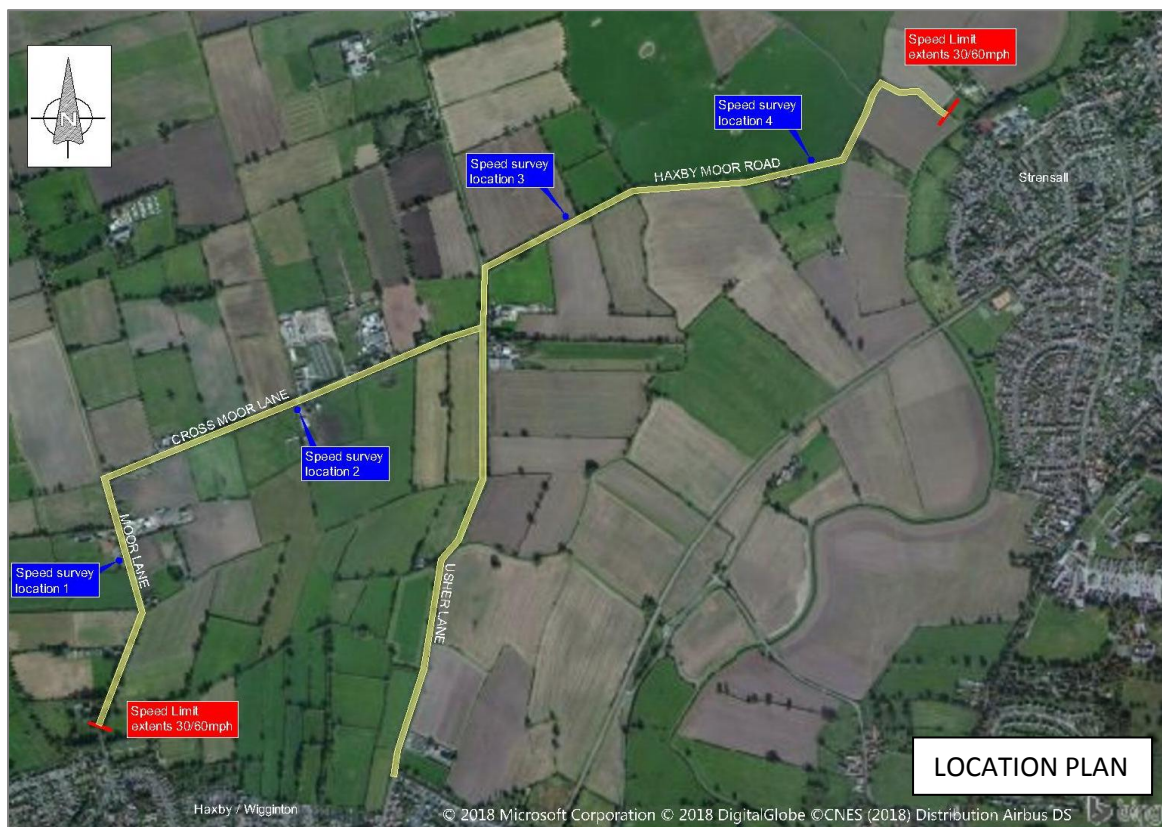 N
Speed Limit
extents 30/60mph
Speed survey
location 4
Speed survey
location 3
HAXBY MOOR ROAD
Strensall
CROSS MOOR LANE
Speed survey
location 2
MOOR LANE
Speed survey
location 1
USHER LANE
Speed Limit
extents 30/60mph
LOCATION PLAN
Haxby / Wigginton
© 2018 Microsoft Corporation © 2018 DigitalGlobe ©CNES (2018) Distribution Airbus DS